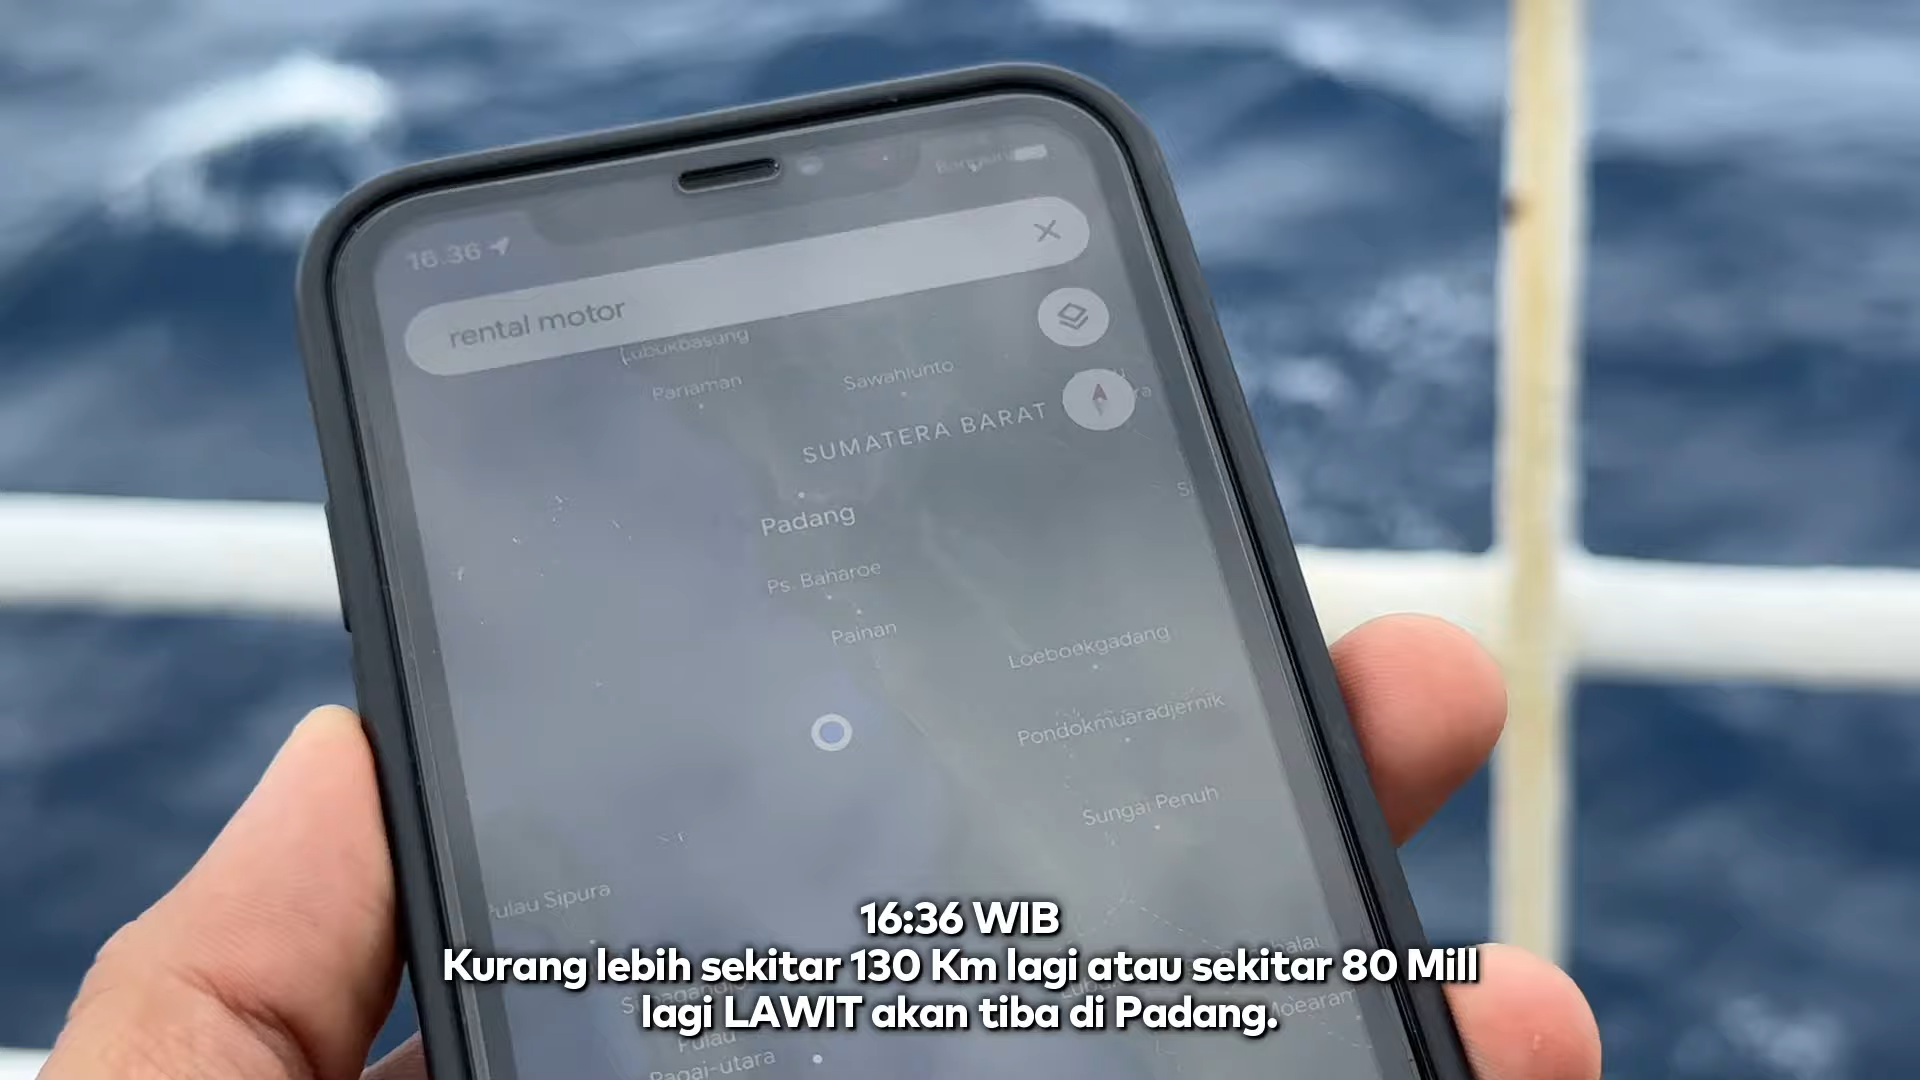 16.36
rental motor
Lubukbasung
Pariaman
Sawahlunto
SUMATERA BARAT
Padang
Ps. Baharoe
Painan
Loeboekgadang
Pondokmuaradjernik
Sungai Penuh
Pulau Sipura
16:36 WIB
Kurang lebih sekitar 130 Km lagi atau sekitar 80 Mill
lagi LAWIT akan tiba di Padang.
Pulau
Pagai-utara